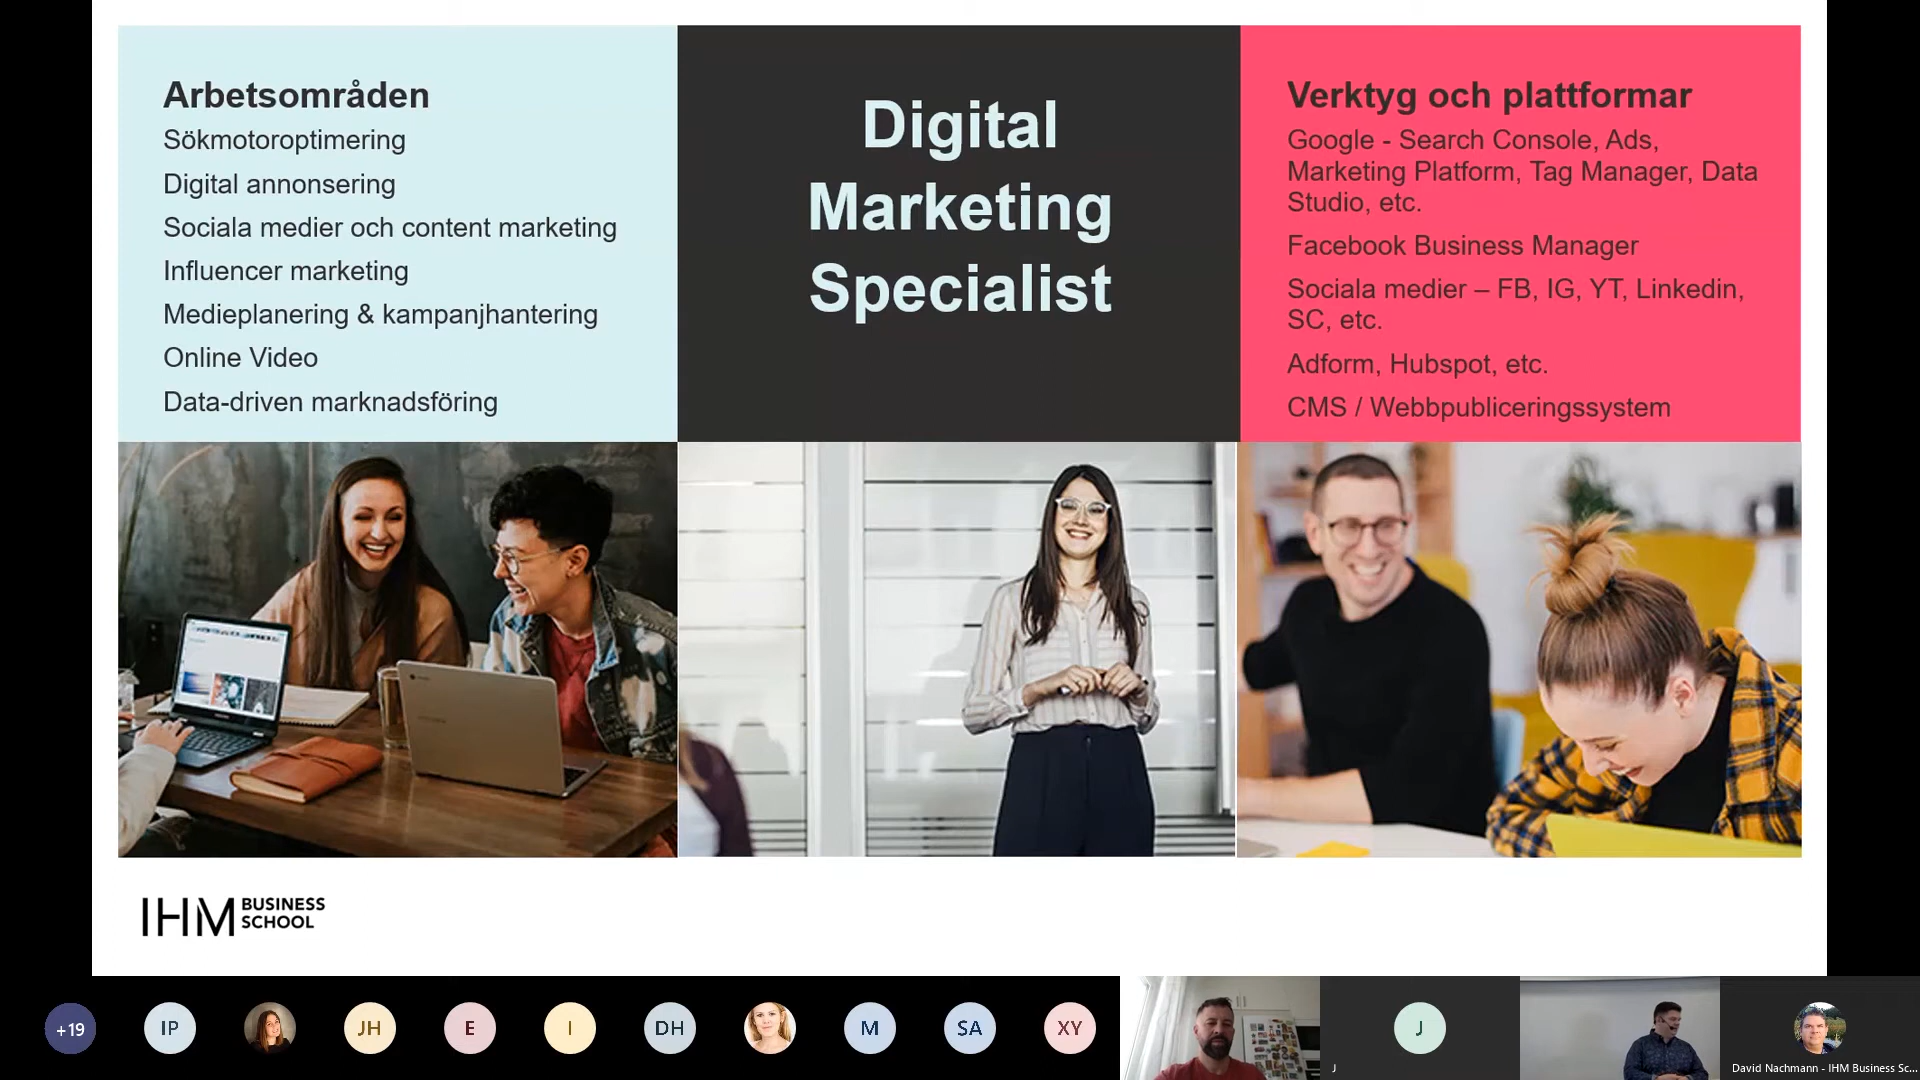 Arbetsområden
Sökmotoroptimering
Digital annonsering
Sociala medier och content marketing
Influencer marketing
Medieplanering & kampanjhantering
Online Video
Data-driven marknadsföring
Digital
Marketing
Specialist
Verktyg och plattformar
Google - Search Console, Ads,
Marketing Platform, Tag Manager, Data
Studio, etc.
Facebook Business Manager
Sociala medier – FB, IG, YT, Linkedin,
SC, etc.
Adform, Hubspot, etc.
CMS / Webbpubliceringssystem
IHM BUSINESS
SCHOOL
+19
IP
JH
E
I
DH
M
SA
XY
J
J
David Nachmann - IHM Business Sc...